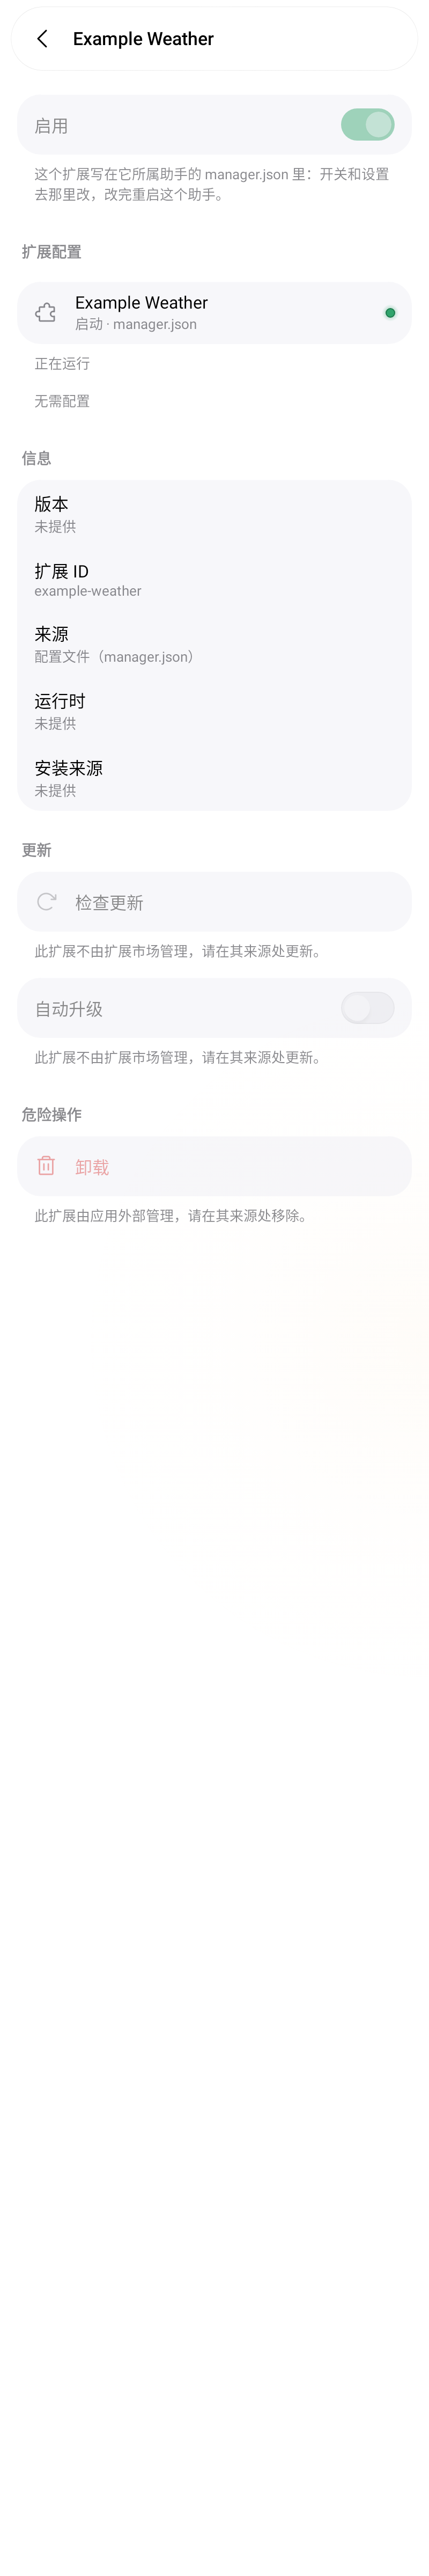 Example Weather
启用
这个扩展写在它所属助手的 manager.json 里：开关和设置
去那里改，改完重启这个助手。
扩展配置
Example Weather
启动 · manager.json
正在运行
无需配置
信息
版本
未提供
扩展 ID
example-weather
来源
配置文件（manager.json）
运行时
未提供
安装来源
未提供
更新
检查更新
此扩展不由扩展市场管理，请在其来源处更新。
自动升级
此扩展不由扩展市场管理，请在其来源处更新。
危险操作
卸载
此扩展由应用外部管理，请在其来源处移除。